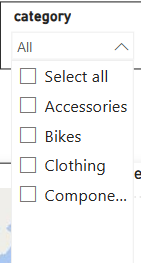 category
All
Select all
Accessories
Bikes
Clothing
Compone...
e